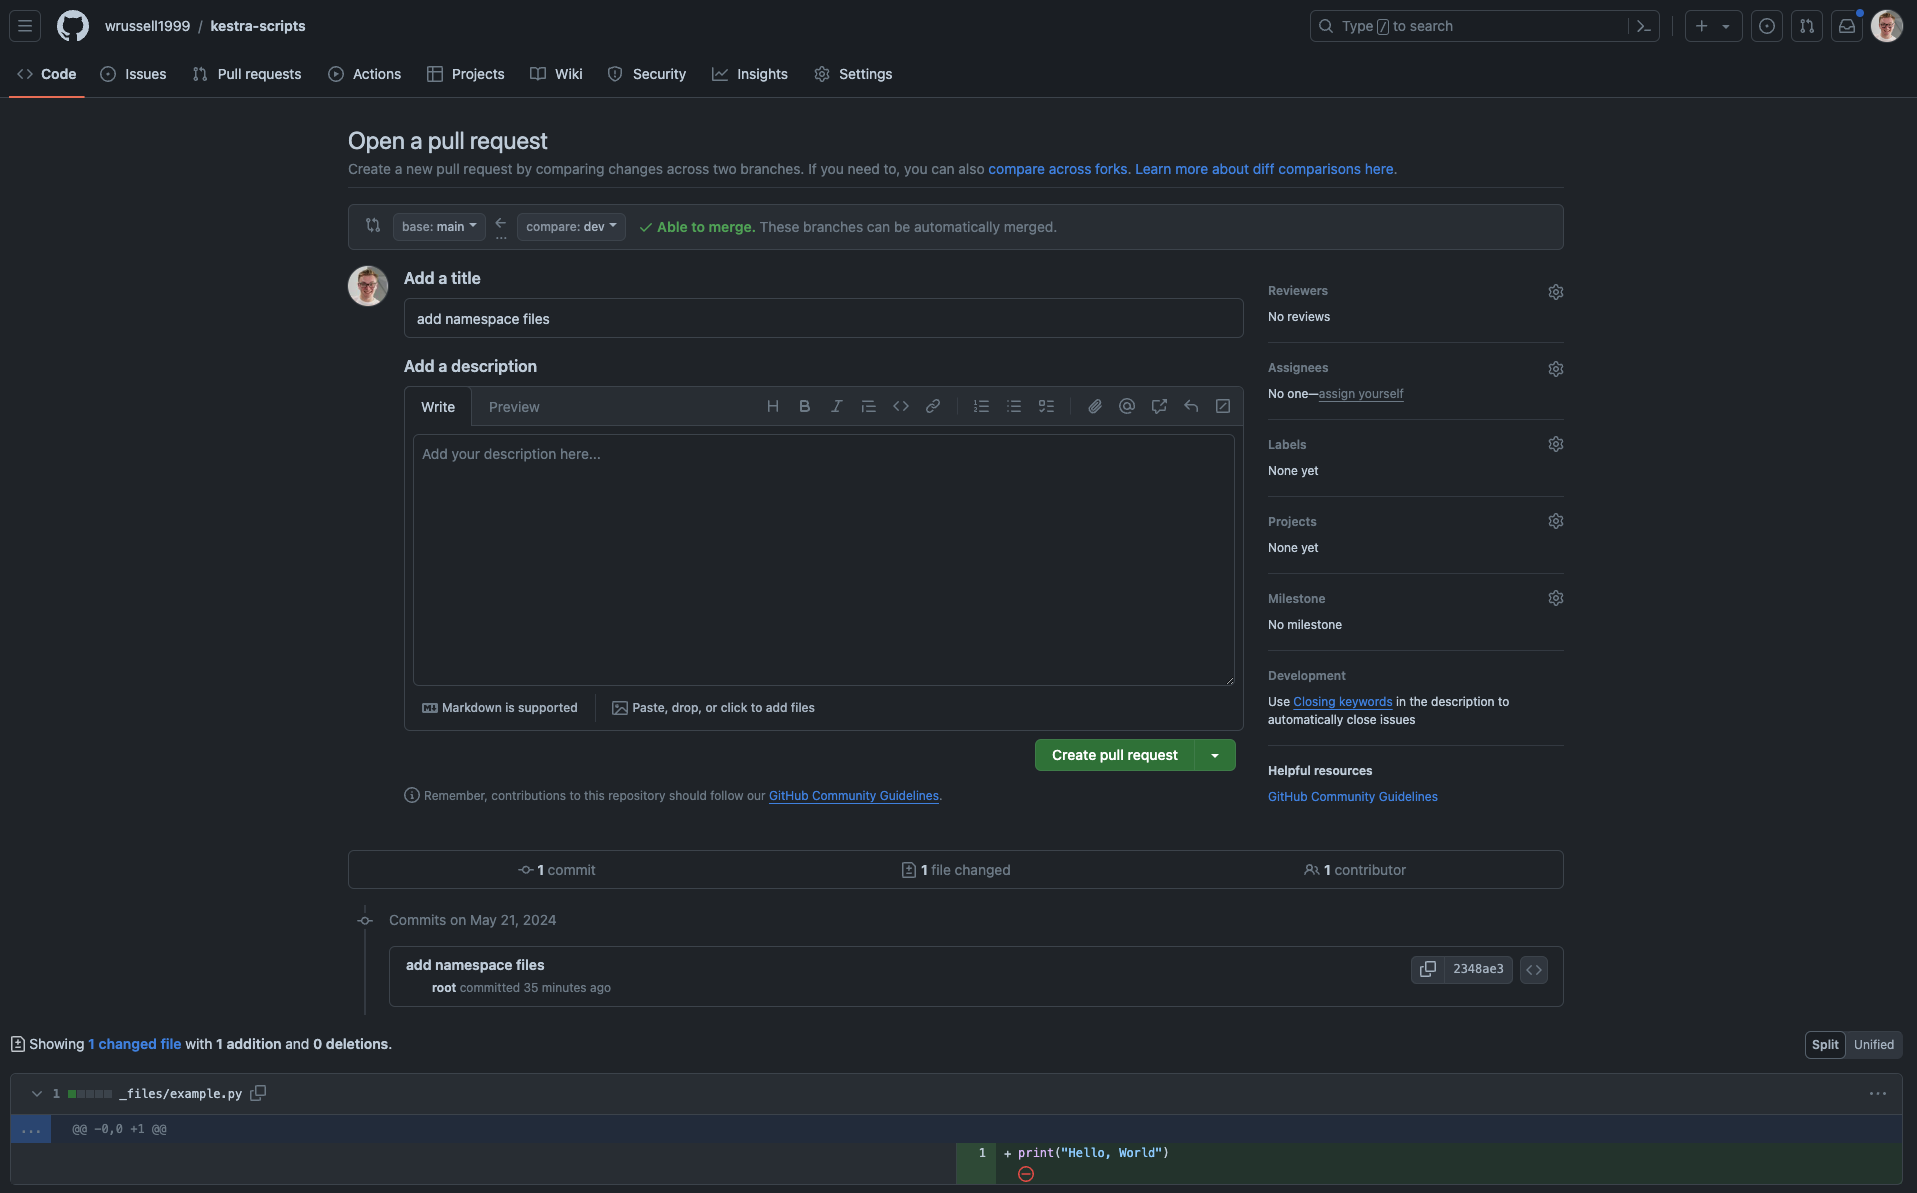 wrussell1999 / kestra-scripts
Type / to search
Code Issues Pull requests Actions Projects Wiki Security Insights Settings
Open a pull request
Create a new pull request by comparing changes across two branches. If you need to, you can also compare across forks. Learn more about diff comparisons here.
base: main ← compare: dev Able to merge. These branches can be automatically merged.
...
Add a title
add namespace files
Add a description
Write Preview
Add your description here...
Markdown is supported
Paste, drop, or click to add files
Create pull request
Remember, contributions to this repository should follow our GitHub Community Guidelines.
Reviewers
No reviews
Assignees
No one—assign yourself
Labels
None yet
Projects
None yet
Milestone
No milestone
Development
Use Closing keywords in the description to
automatically close issues
Helpful resources
GitHub Community Guidelines
1 commit
1 file changed
1 contributor
Commits on May 21, 2024
add namespace files
root committed 35 minutes ago
2348ae3
Showing 1 changed file with 1 addition and 0 deletions.
Split Unified
1 _files/example.py
... @@ -0,0 +1 @@
1 + print("Hello, World")